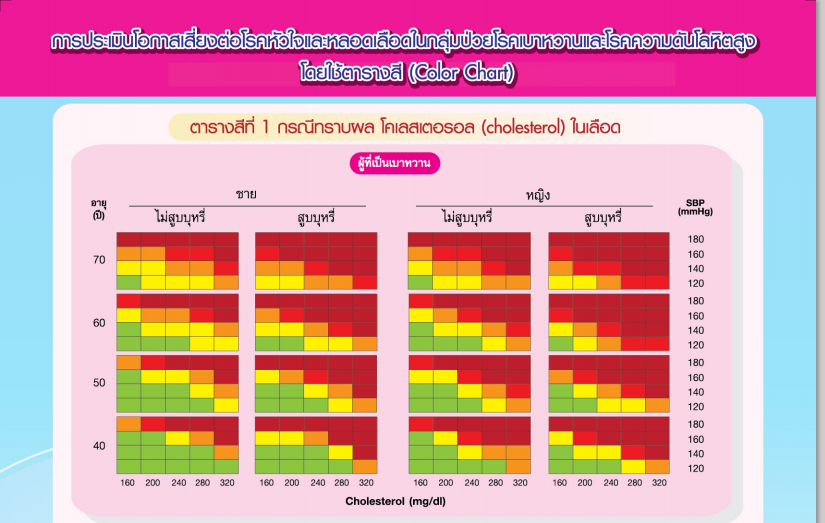 การประเมินโอกาสเสี่ยงต่อโรคหัวใจและหลอดเลือดในกลุ่มป่วยโรคเบาหวานและโรคความดันโลหิตสูง
โดยใช้ตารางสี (Color Chart)
ตารางสีที่ 1 กรณีทราบผล โคเลสเตอรอล (cholesterol) ในเลือด
ผู้ที่เป็นเบาหวาน
อายุ (ปี) ชาย หญิง SBP (mmHg)
ไม่สูบบุหรี่ สูบบุหรี่ ไม่สูบบุหรี่ สูบบุหรี่
180
70 160
140
120
180
60 160
140
120
180
50 160
140
120
180
40 160
140
120
160 200 240 280 320 160 200 240 280 320 160 200 240 280 320 160 200 240 280 320
Cholesterol (mg/dl)